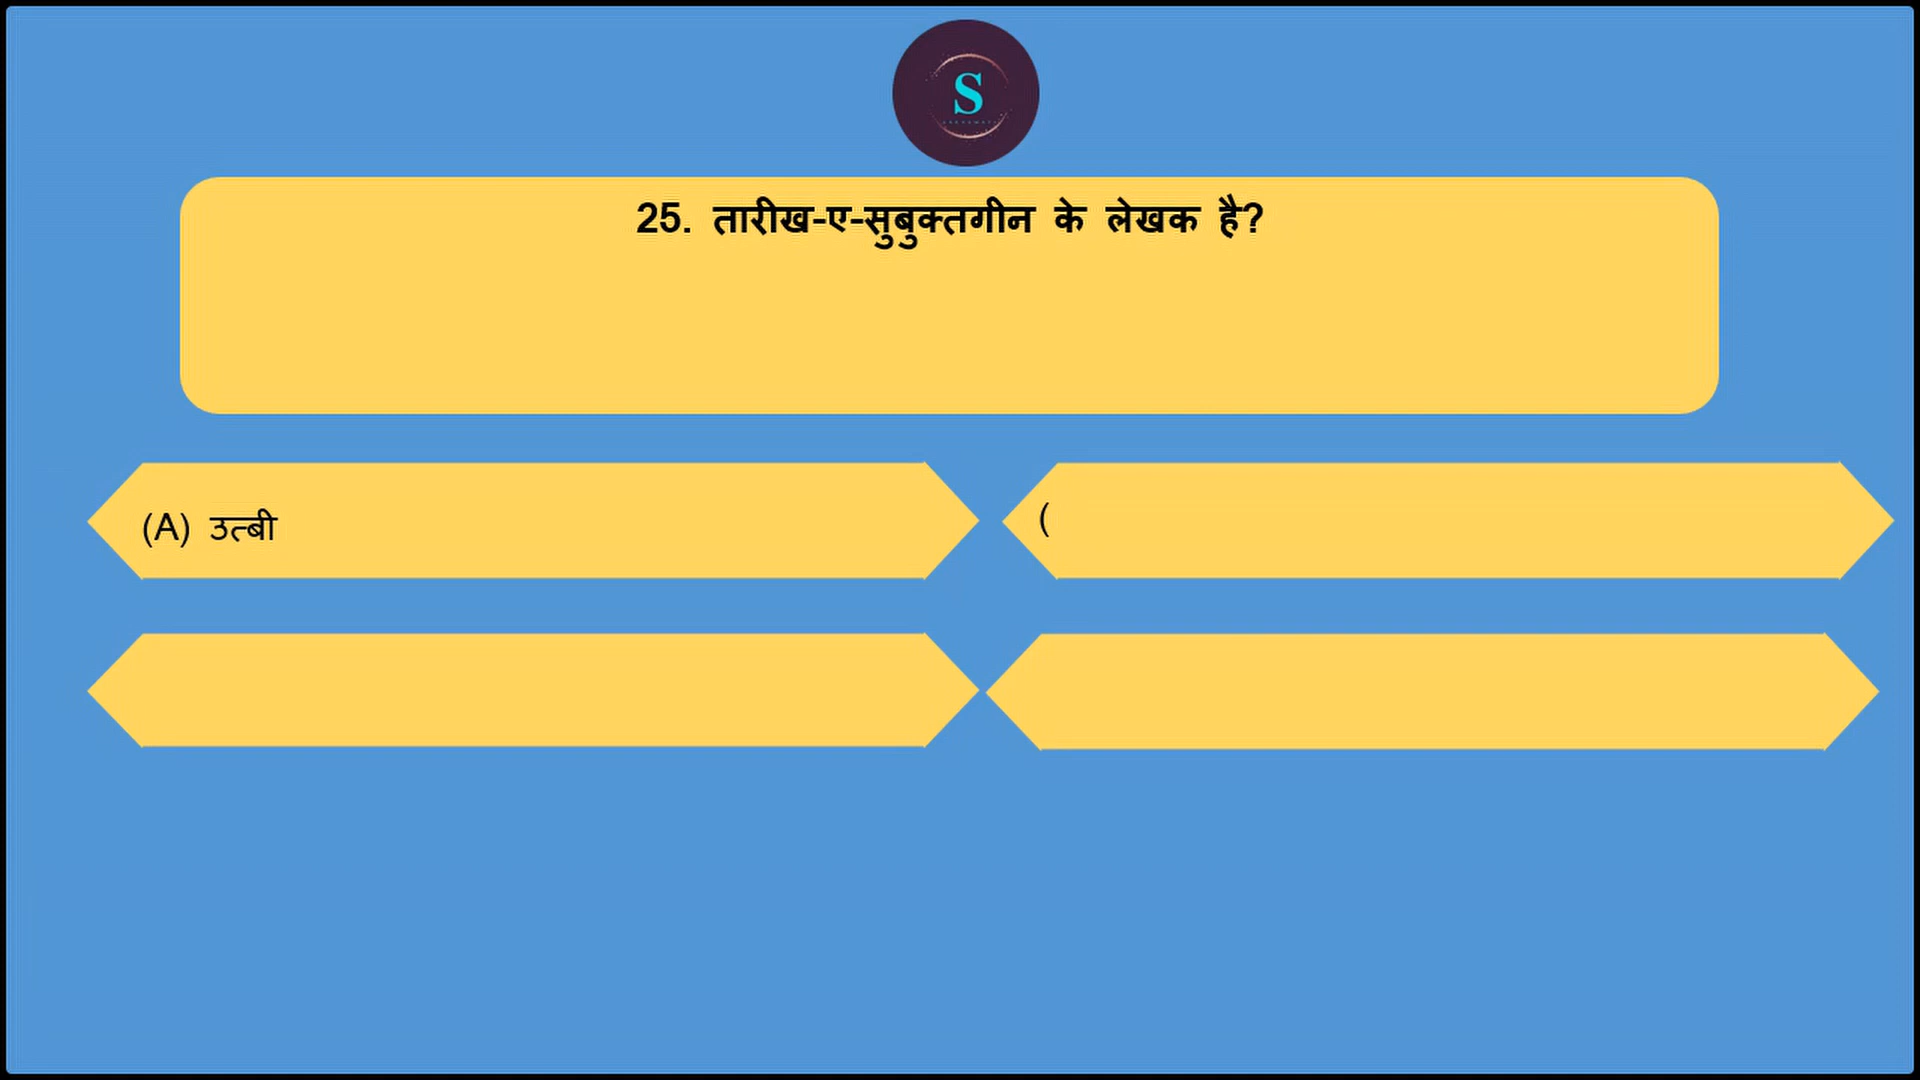 S
25. तारीख-ए-सुबुक्तगीन के लेखक है?
(A) उत्बी
(